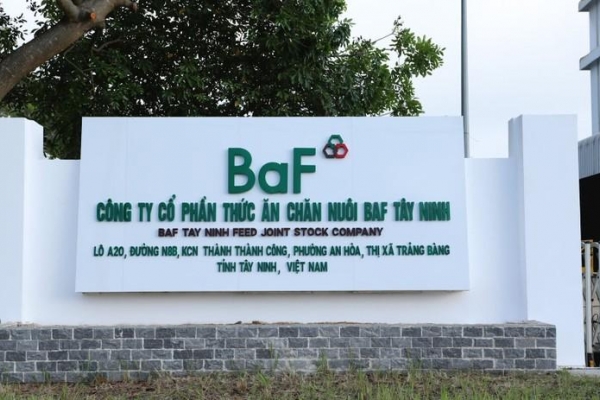 BaF
CÔNG TY CỔ PHẦN THỨC ĂN CHĂN NUÔI BAF TÂY NINH
BAF TAY NINH FEED JOINT STOCK COMPANY
LÔ A20, ĐƯỜNG N8B, KCN THÀNH THÀNH CÔNG, PHƯỜNG AN HÒA, THỊ XÃ TRẢNG BÀNG
TỈNH TÂY NINH, VIỆT NAM